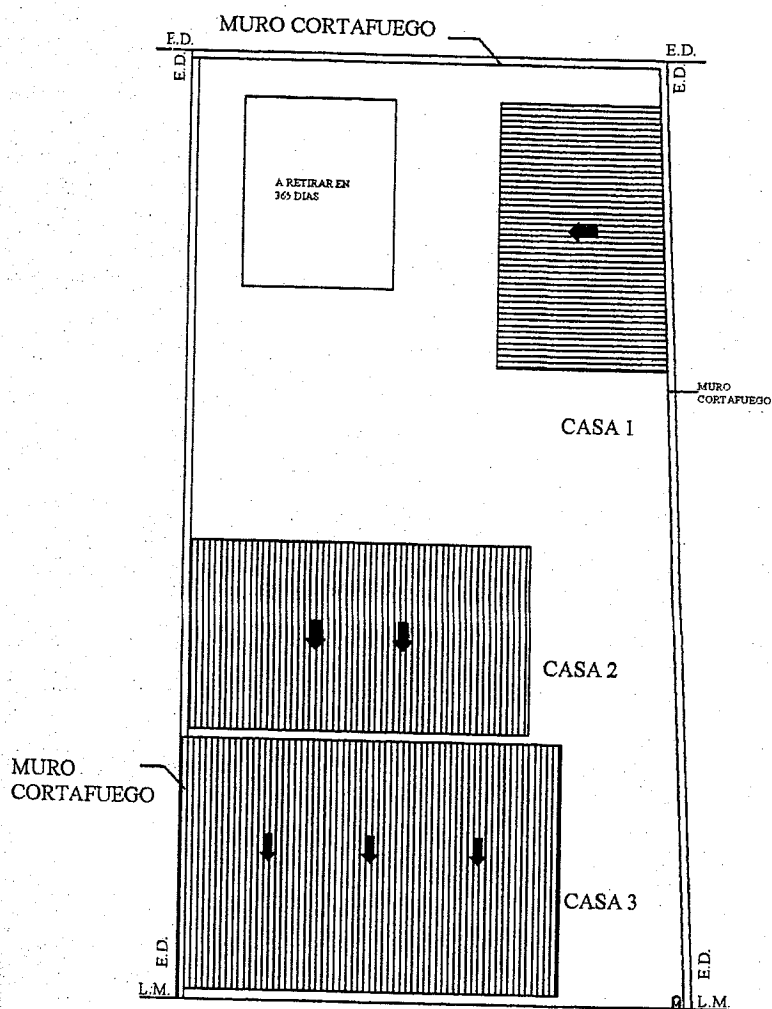 MURO CORTAFUEGO
E.D.
E.D.
E.D.
E.D.
A RETIRAR EN
365 DIAS
MURO
CORTAFUEGO
CASA 1
CASA 2
MURO
CORTAFUEGO
CASA 3
E.D.
E.D.
L.M.
L.M.